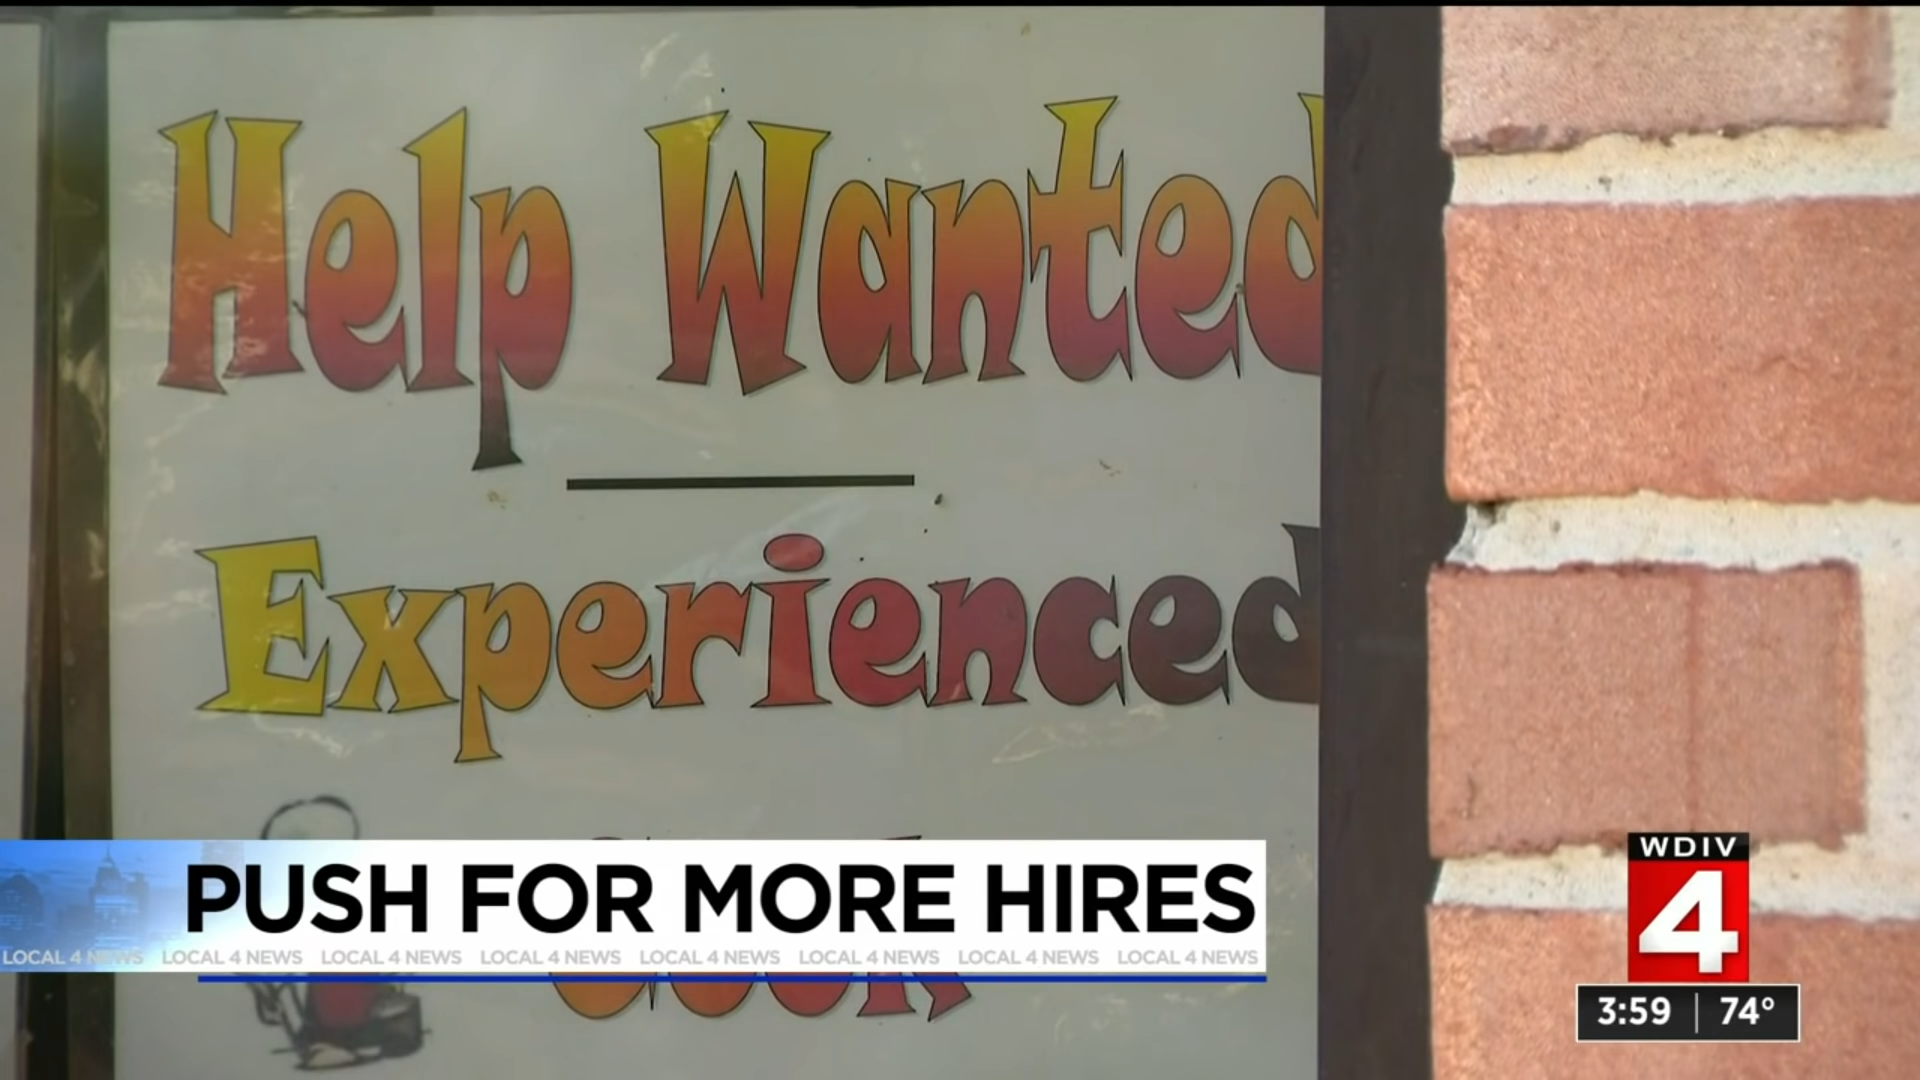 Help Wanted
Experienced
PUSH FOR MORE HIRES
LOCAL 4 NEWS LOCAL 4 NEWS LOCAL 4 NEWS LOCAL 4 NEWS LOCAL 4 NEWS LOCAL 4 NEWS LOCAL 4 NEWS LOCAL 4 NEWS
WDIV
4
3:59 74°